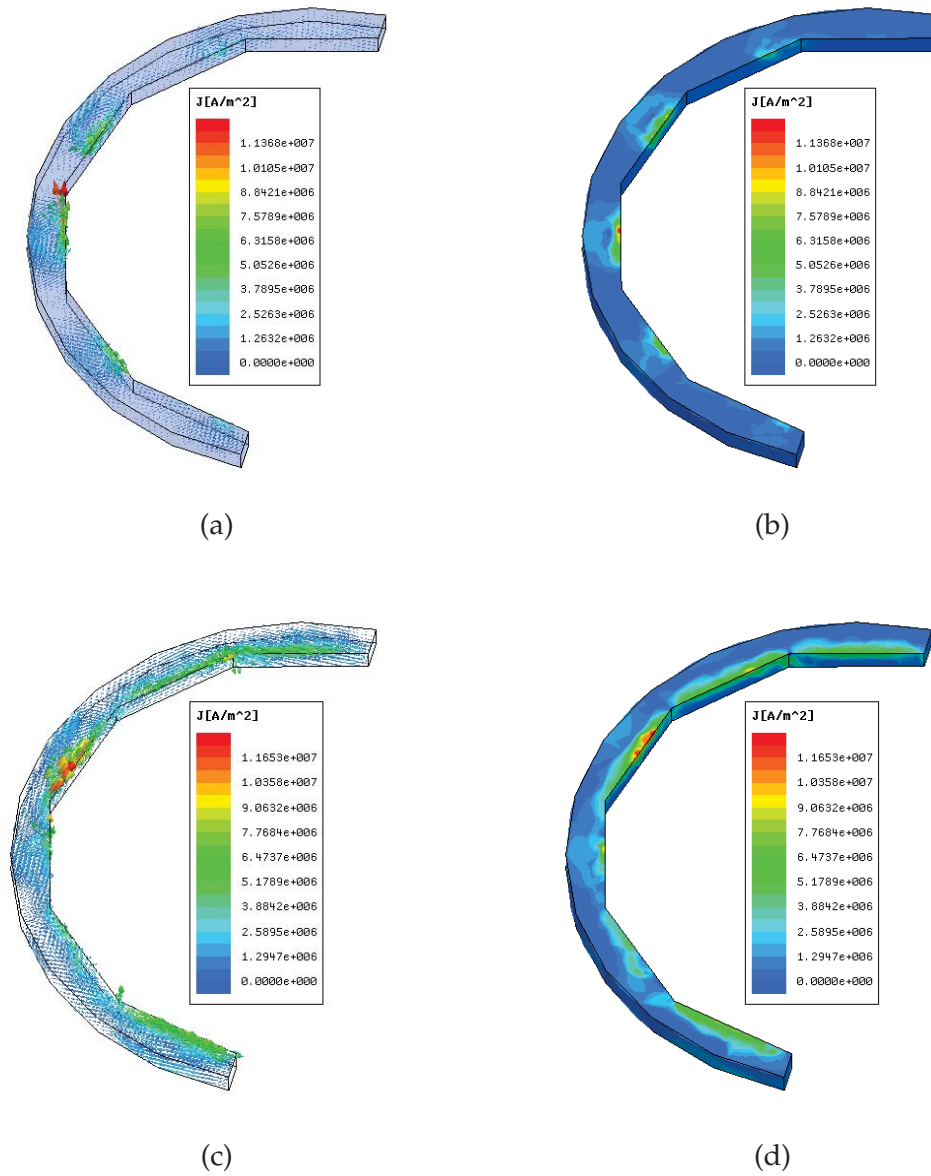 J[A/m^2]
1.1368e+007
1.0105e+007
8.8421e+006
7.5789e+006
6.3158e+006
5.0526e+006
3.7895e+006
2.5263e+006
1.2632e+006
0.0000e+000
(a)
J[A/m^2]
1.1368e+007
1.0105e+007
8.8421e+006
7.5789e+006
6.3158e+006
5.0526e+006
3.7895e+006
2.5263e+006
1.2632e+006
0.0000e+000
(b)
J[A/m^2]
1.1653e+007
1.0358e+007
9.0632e+006
7.7684e+006
6.4737e+006
5.1789e+006
3.8842e+006
2.5895e+006
1.2947e+006
0.0000e+000
(c)
J[A/m^2]
1.1653e+007
1.0358e+007
9.0632e+006
7.7684e+006
6.4737e+006
5.1789e+006
3.8842e+006
2.5895e+006
1.2947e+006
0.0000e+000
(d)